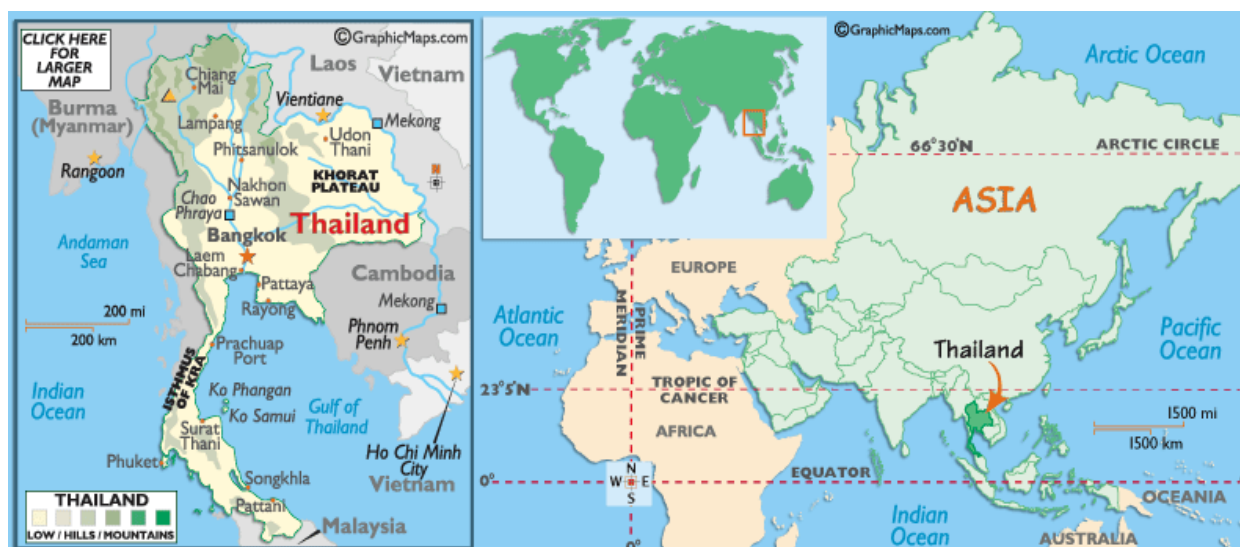 CLICK HERE
FOR
LARGER
MAP
©GraphicMaps.com
Laos
Vietnam
Chiang
Mai
Burma
(Myanmar)
Vientiane
Mekong
Lampang
Udon
Thani
Phitsanulok
Rangoon
N
KHORAT
PLATEAU
Nakhon
Sawan
Chao
Phraya
Thailand
Bangkok
Andaman
Sea
Laem
Chabang
Cambodia
Pattaya
Mekong
Rayong
200 mi
200 km
Phnom
Penh
Prachuap
Port
ISTHMUS
OF KRA
Indian
Ocean
Ko Phangan
Ko Samui
Gulf of
Thailand
Surat
Thani
Ho Chi Minh
City
Phuket
Songkhla
Vietnam
Pattani
THAILAND
LOW / HILLS / MOUNTAINS
Malaysia
©GraphicMaps.com
Arctic Ocean
66°30'N
ARCTIC CIRCLE
ASIA
EUROPE
Atlantic
Ocean
PRIME
MERIDIAN
Pacific
Ocean
Thailand
23°5'N
TROPIC OF
CANCER
1500 mi
1500 km
AFRICA
EQUATOR
0°
N
W E
S
OCEANIA
Indian
Ocean
AUSTRALIA
0°